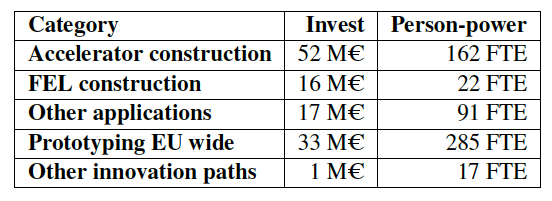 Category Invest Person-power
Accelerator construction 52 M€ 162 FTE
FEL construction 16 M€ 22 FTE
Other applications 17 M€ 91 FTE
Prototyping EU wide 33 M€ 285 FTE
Other innovation paths 1 M€ 17 FTE